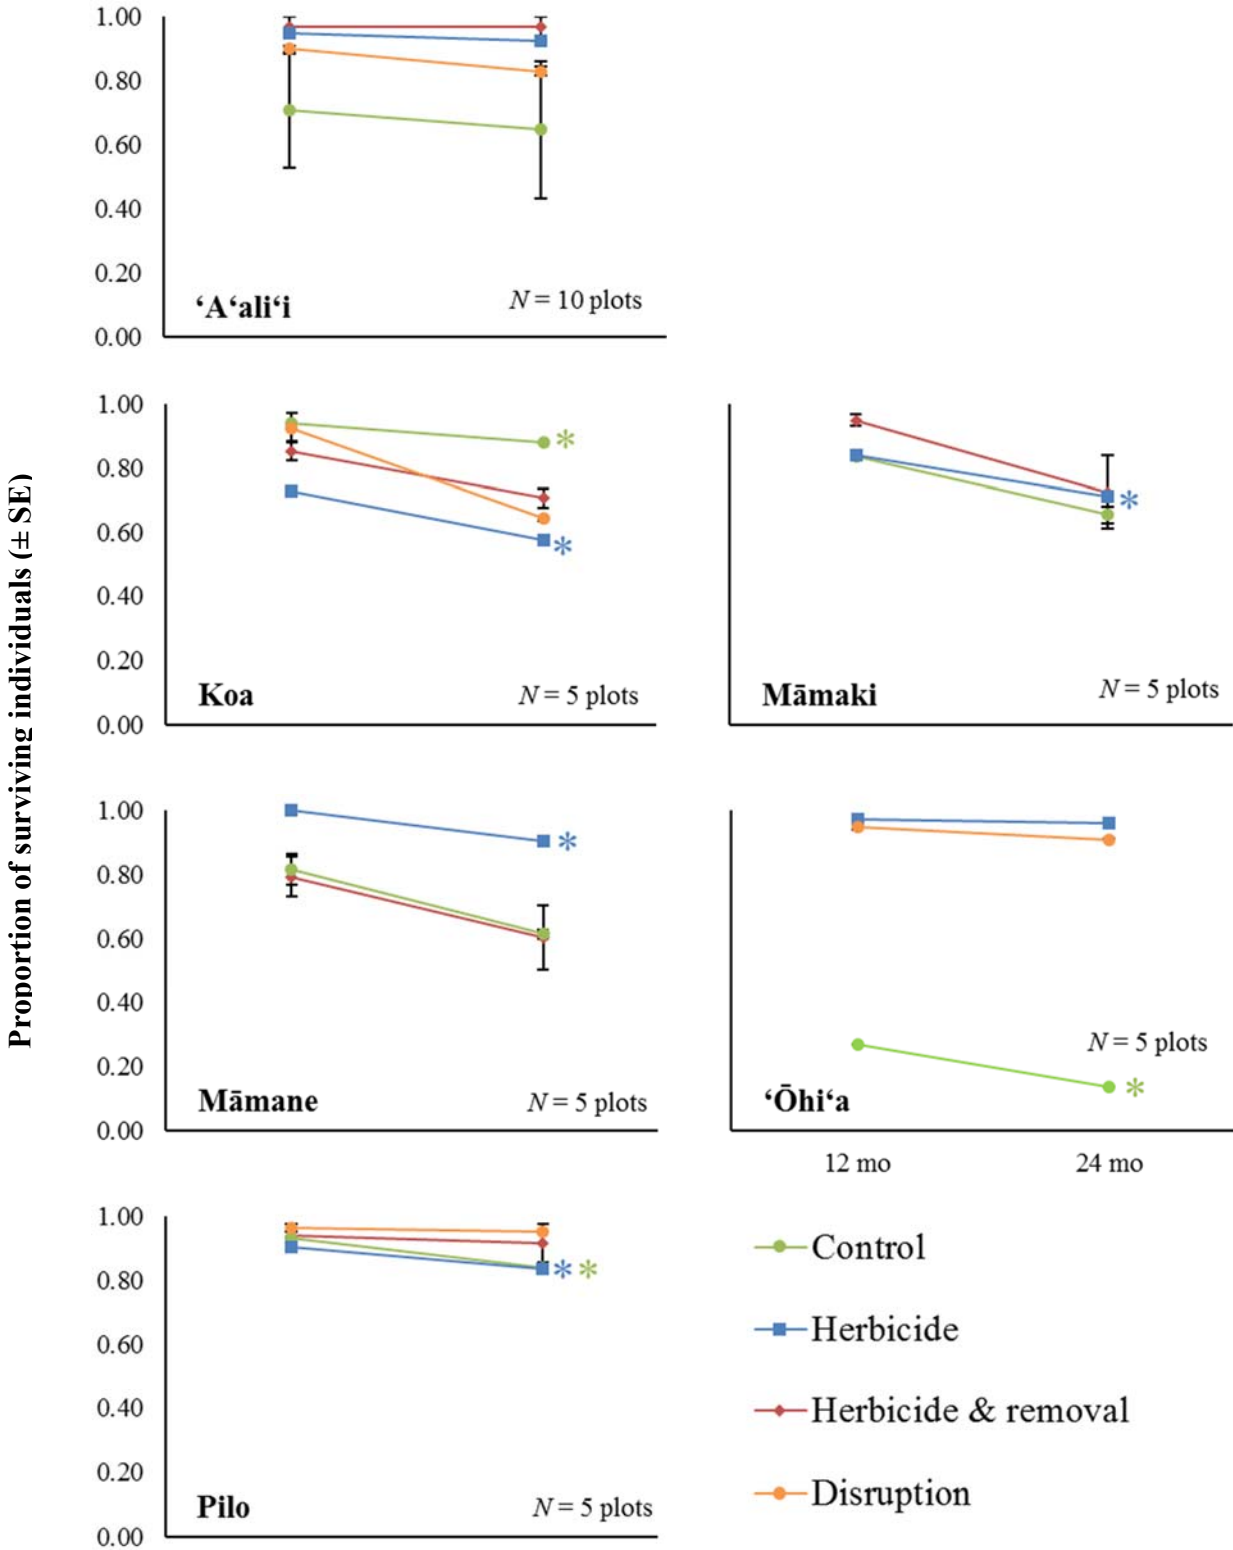 Proportion of surviving individuals (± SE)
1.00
0.80
0.60
0.40
0.20
0.00
ʻAʻaliʻi
N = 10 plots
1.00
0.80
0.60
0.40
0.20
0.00
Koa
N = 5 plots
*
*
Māmaki
N = 5 plots
*
1.00
0.80
0.60
0.40
0.20
0.00
Māmane
N = 5 plots
*
ʻŌhiʻa
N = 5 plots
*
12 mo
24 mo
1.00
0.80
0.60
0.40
0.20
0.00
Pilo
N = 5 plots
* *
Control
Herbicide
Herbicide & removal
Disruption